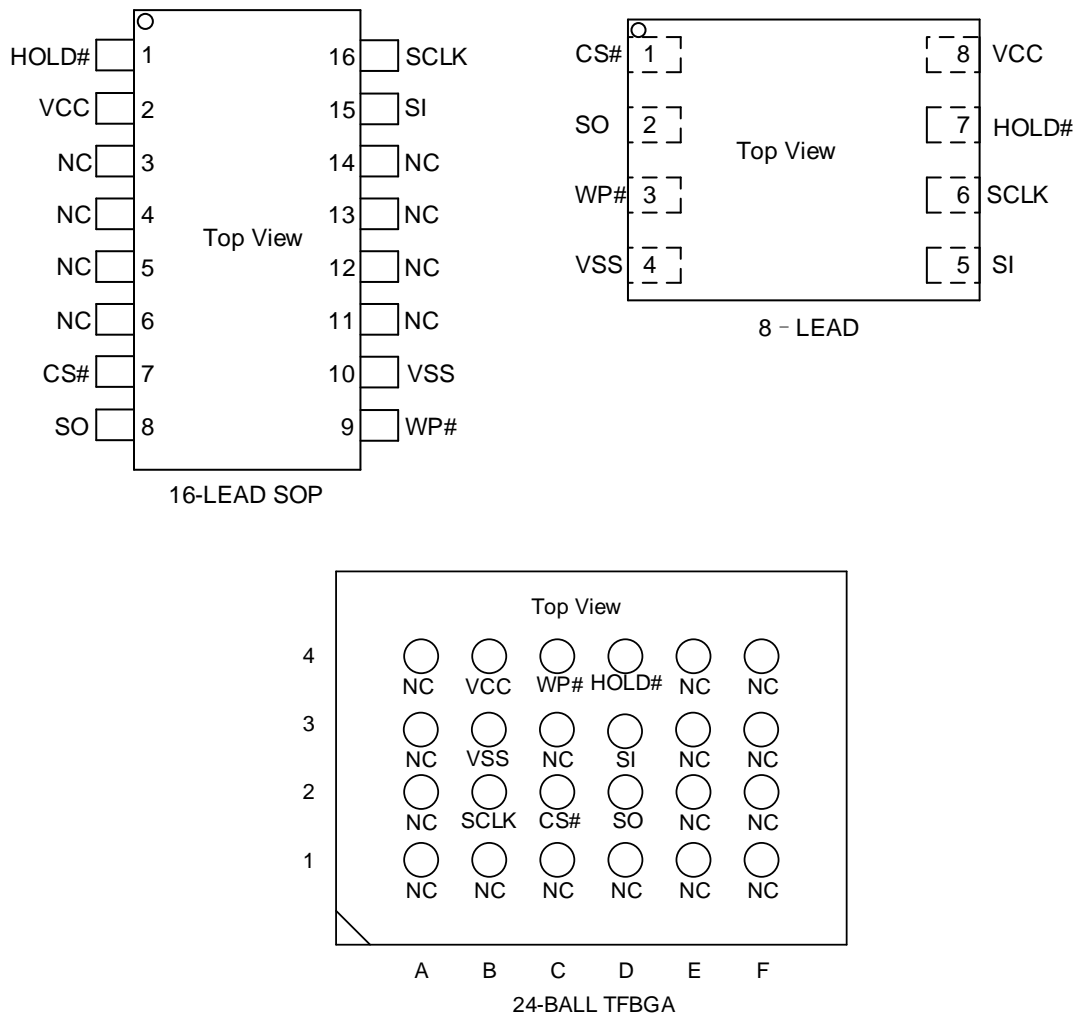 HOLD# 1 16 SCLK
VCC 2 15 SI
NC 3 14 NC
NC 4 13 NC
Top View
NC 5 12 NC
NC 6 11 NC
CS# 7 10 VSS
SO 8 9 WP#
16-LEAD SOP
CS# 1 8 VCC
SO 2 7 HOLD#
Top View
WP# 3 6 SCLK
VSS 4 5 SI
8 - LEAD
Top View
4
NC VCC WP# HOLD# NC NC
3
NC VSS NC SI NC NC
2
NC SCLK CS# SO NC NC
1
NC NC NC NC NC NC
A B C D E F
24-BALL TFBGA